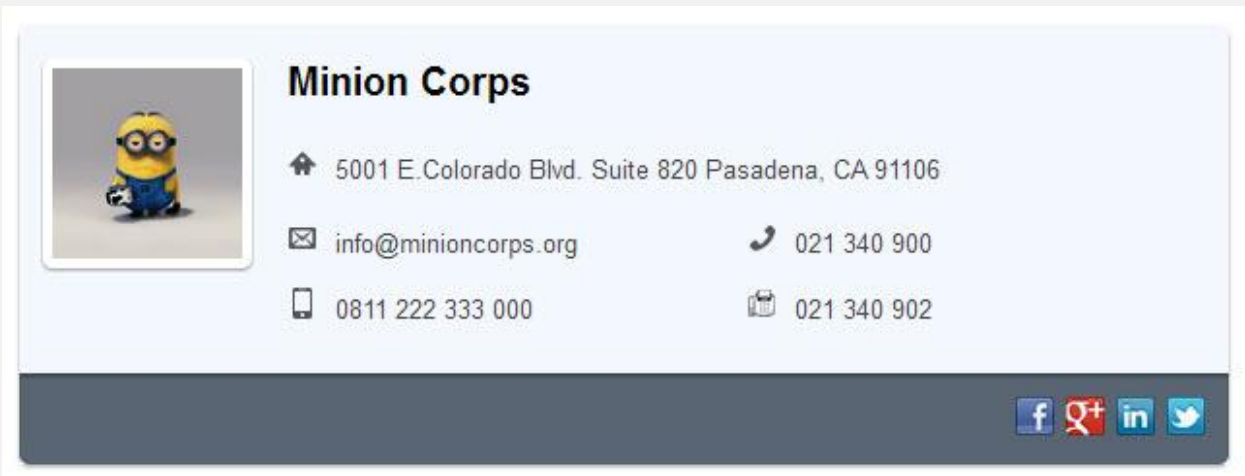 Minion Corps
5001 E.Colorado Blvd. Suite 820 Pasadena, CA 91106
info@minioncorps.org 021 340 900
0811 222 333 000 021 340 902
f g+ in